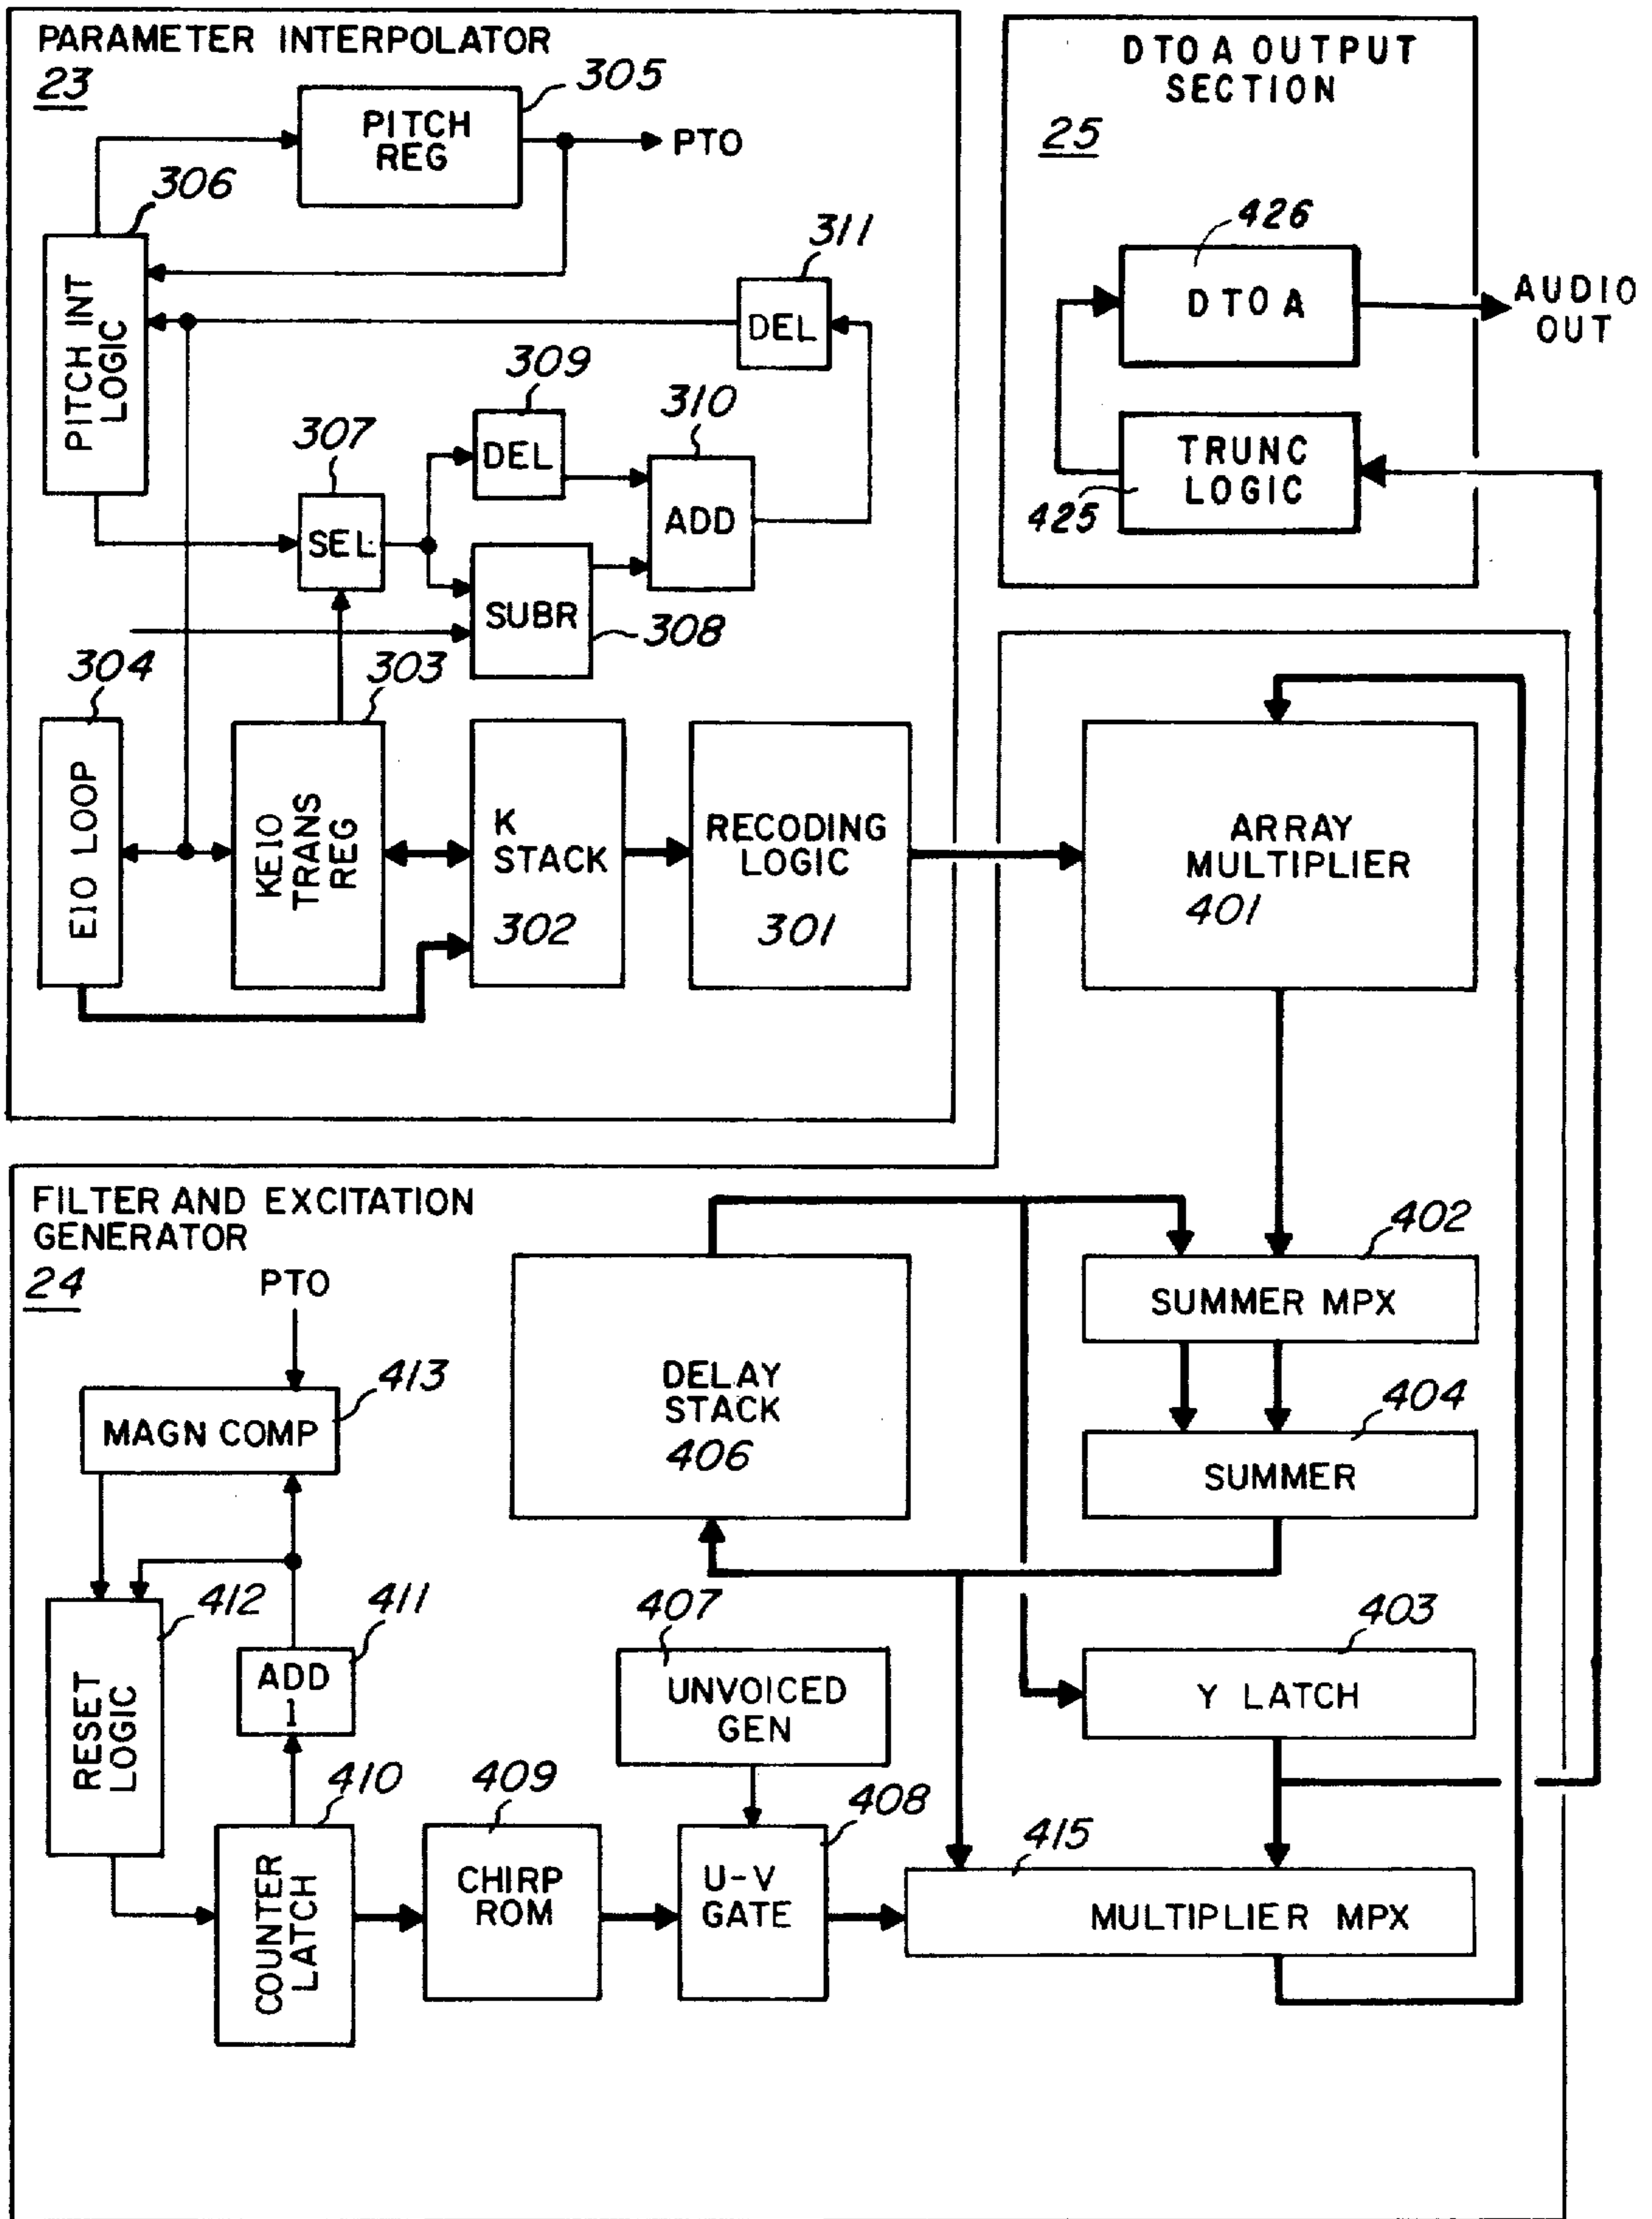 PARAMETER INTERPOLATOR
23
305
PITCH
REG
PTO
306
PITCH INT
LOGIC
311
DEL
309
DEL
310
ADD
307
SEL
SUBR
308
304
E10 LOOP
303
KE10
TRANS
REG
K
STACK
302
RECODING
LOGIC
301
D TO A OUTPUT
SECTION
25
426
D TO A
AUDIO
OUT
TRUNC
LOGIC
425
ARRAY
MULTIPLIER
401
FILTER AND EXCITATION
GENERATOR
24
PTO
413
MAGN COMP
DELAY
STACK
406
402
SUMMER MPX
404
SUMMER
412
RESET
LOGIC
411
ADD
1
407
UNVOICED
GEN
403
Y LATCH
410
COUNTER
LATCH
409
CHIRP
ROM
408
U-V
GATE
415
MULTIPLIER MPX